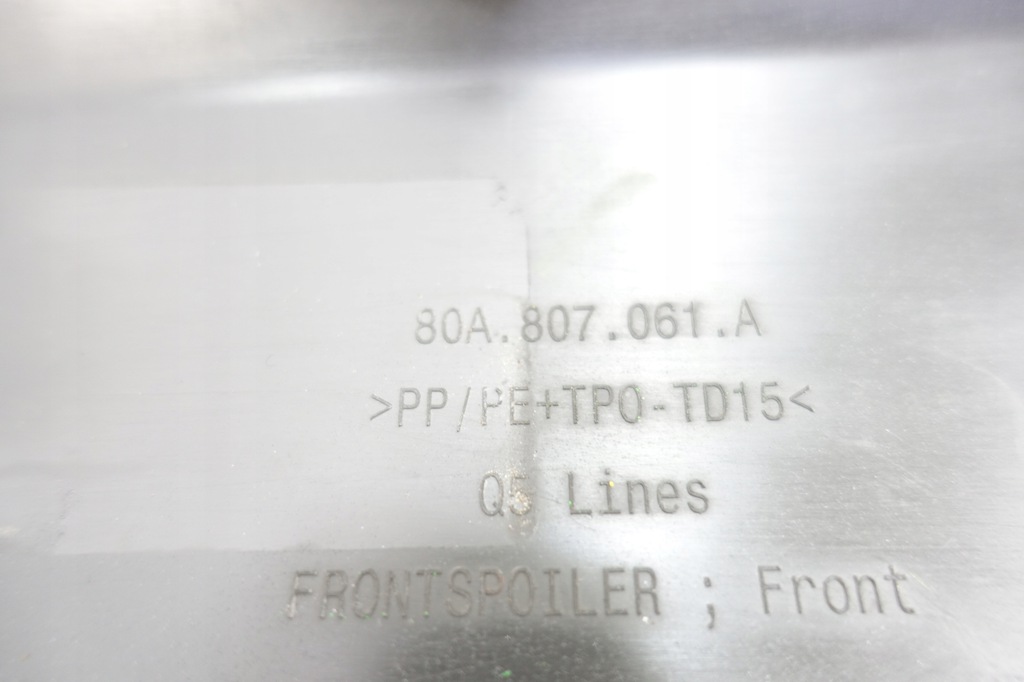 80A.807.061.A
>PP/PE+TPO-TD15<
Q5 Lines
FRONTSPOILER ; Front